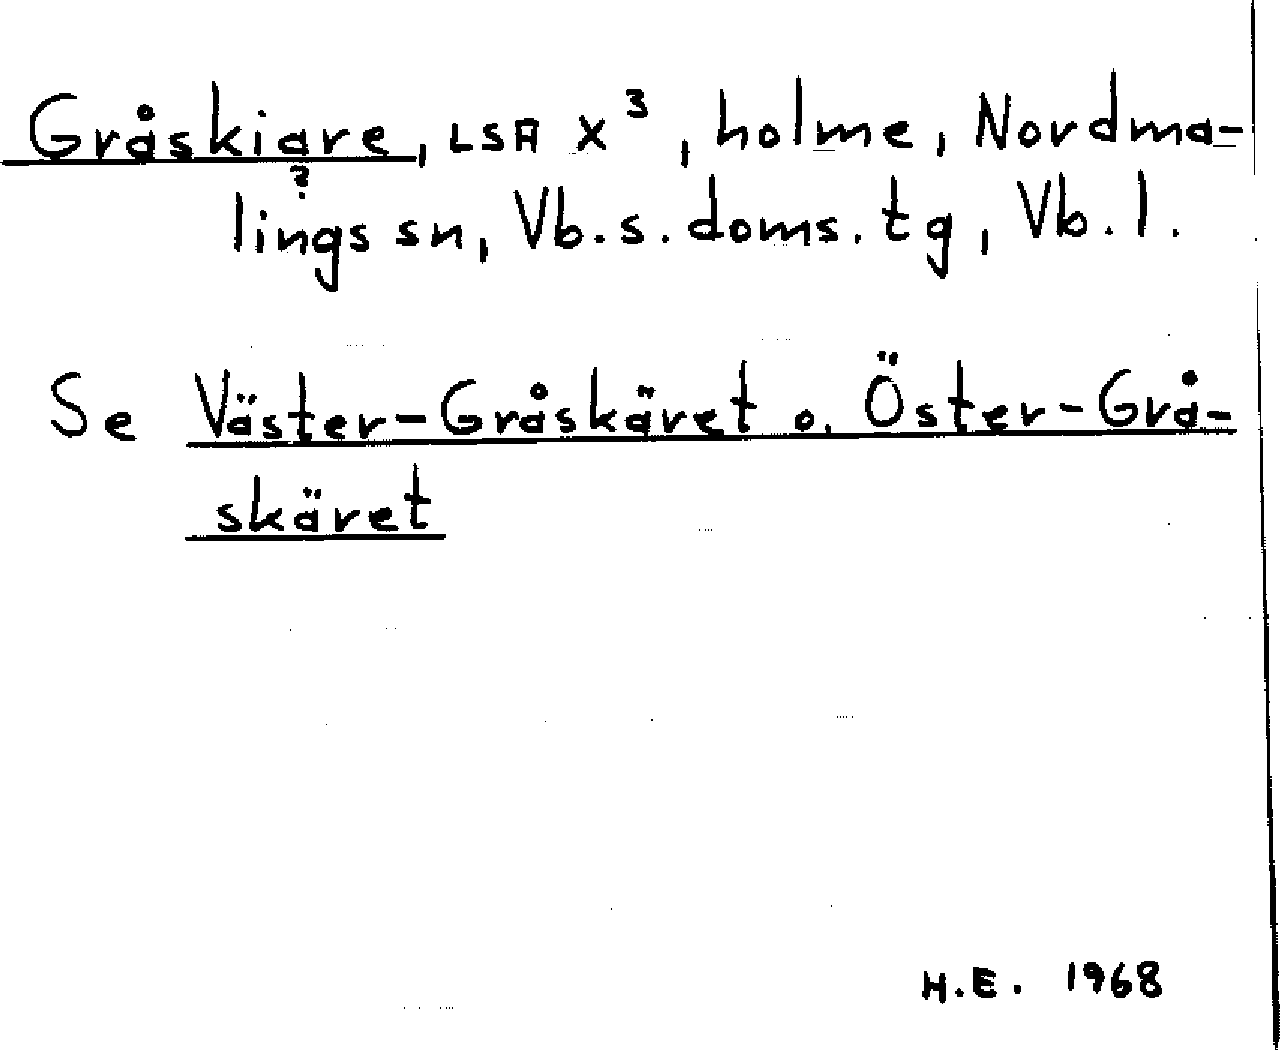 Gråskiare, LSA X³, holme, Nordma-
?
lings sn, Vb. s. doms. tg, Vb. l.
Se Väster-Gråskäret o. Öster-Grå-
skäret
H.E. 1968